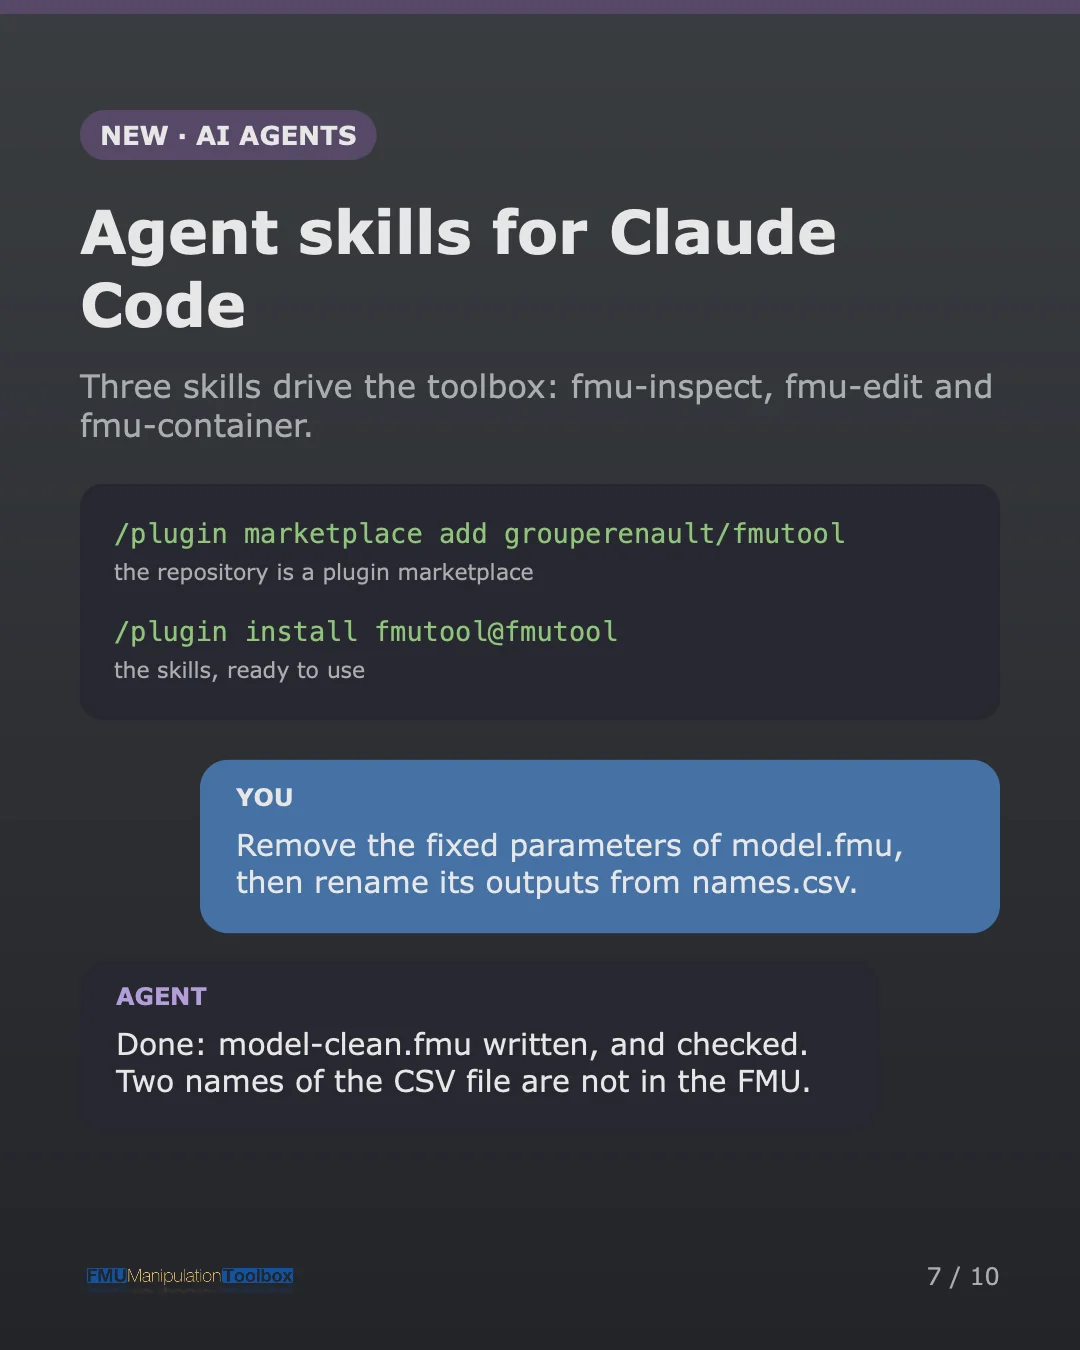 NEW · AI AGENTS
Agent skills for Claude
Code
Three skills drive the toolbox: fmu-inspect, fmu-edit and
fmu-container.
/plugin marketplace add grouperenault/fmutool
the repository is a plugin marketplace
/plugin install fmutool@fmutool
the skills, ready to use
YOU
Remove the fixed parameters of model.fmu,
then rename its outputs from names.csv.
AGENT
Done: model-clean.fmu written, and checked.
Two names of the CSV file are not in the FMU.
FMUManipulationToolbox
7 / 10